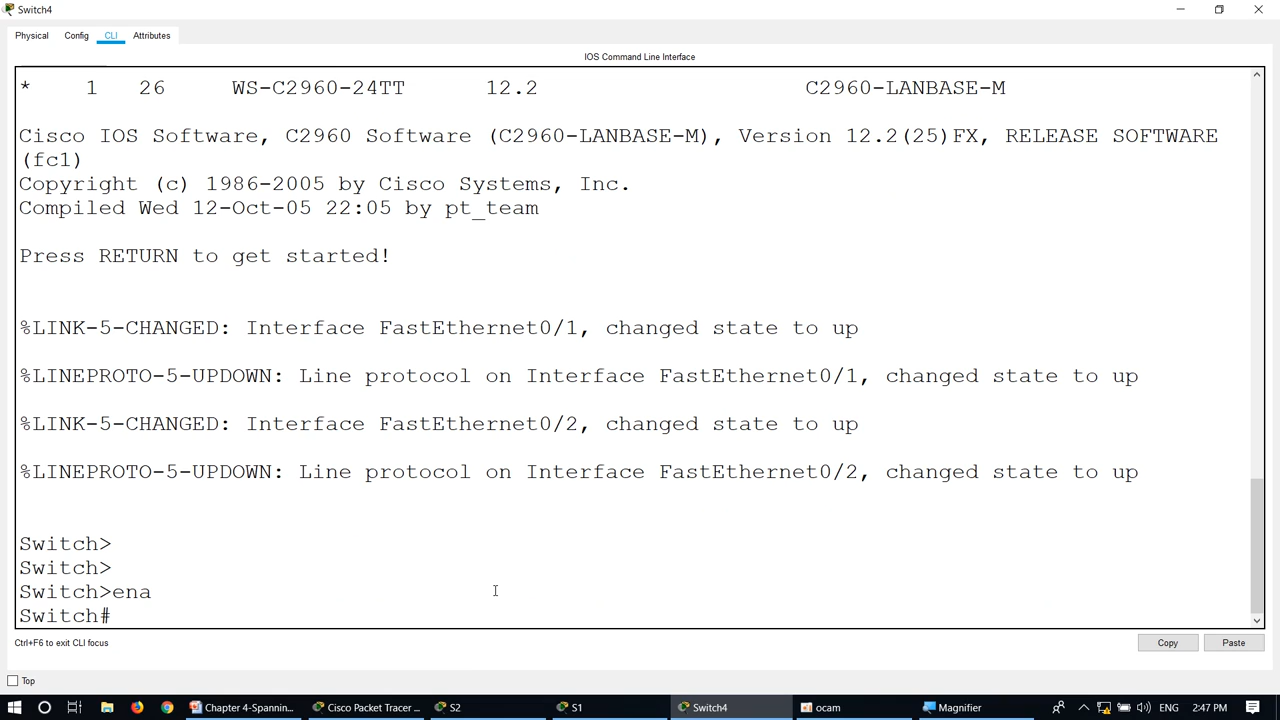 Switch4
Physical Config CLI Attributes
IOS Command Line Interface
* 1 26 WS-C2960-24TT 12.2 C2960-LANBASE-M
Cisco IOS Software, C2960 Software (C2960-LANBASE-M), Version 12.2(25)FX, RELEASE SOFTWARE
(fc1)
Copyright (c) 1986-2005 by Cisco Systems, Inc.
Compiled Wed 12-Oct-05 22:05 by pt_team
Press RETURN to get started!
%LINK-5-CHANGED: Interface FastEthernet0/1, changed state to up
%LINEPROTO-5-UPDOWN: Line protocol on Interface FastEthernet0/1, changed state to up
%LINK-5-CHANGED: Interface FastEthernet0/2, changed state to up
%LINEPROTO-5-UPDOWN: Line protocol on Interface FastEthernet0/2, changed state to up
Switch>
Switch>
Switch>ena
Switch#
Ctrl+F6 to exit CLI focus
Copy Paste
Top
Chapter 4-Spannin... Cisco Packet Tracer ... S2 S1 Switch4 ocam Magnifier ENG 2:47 PM